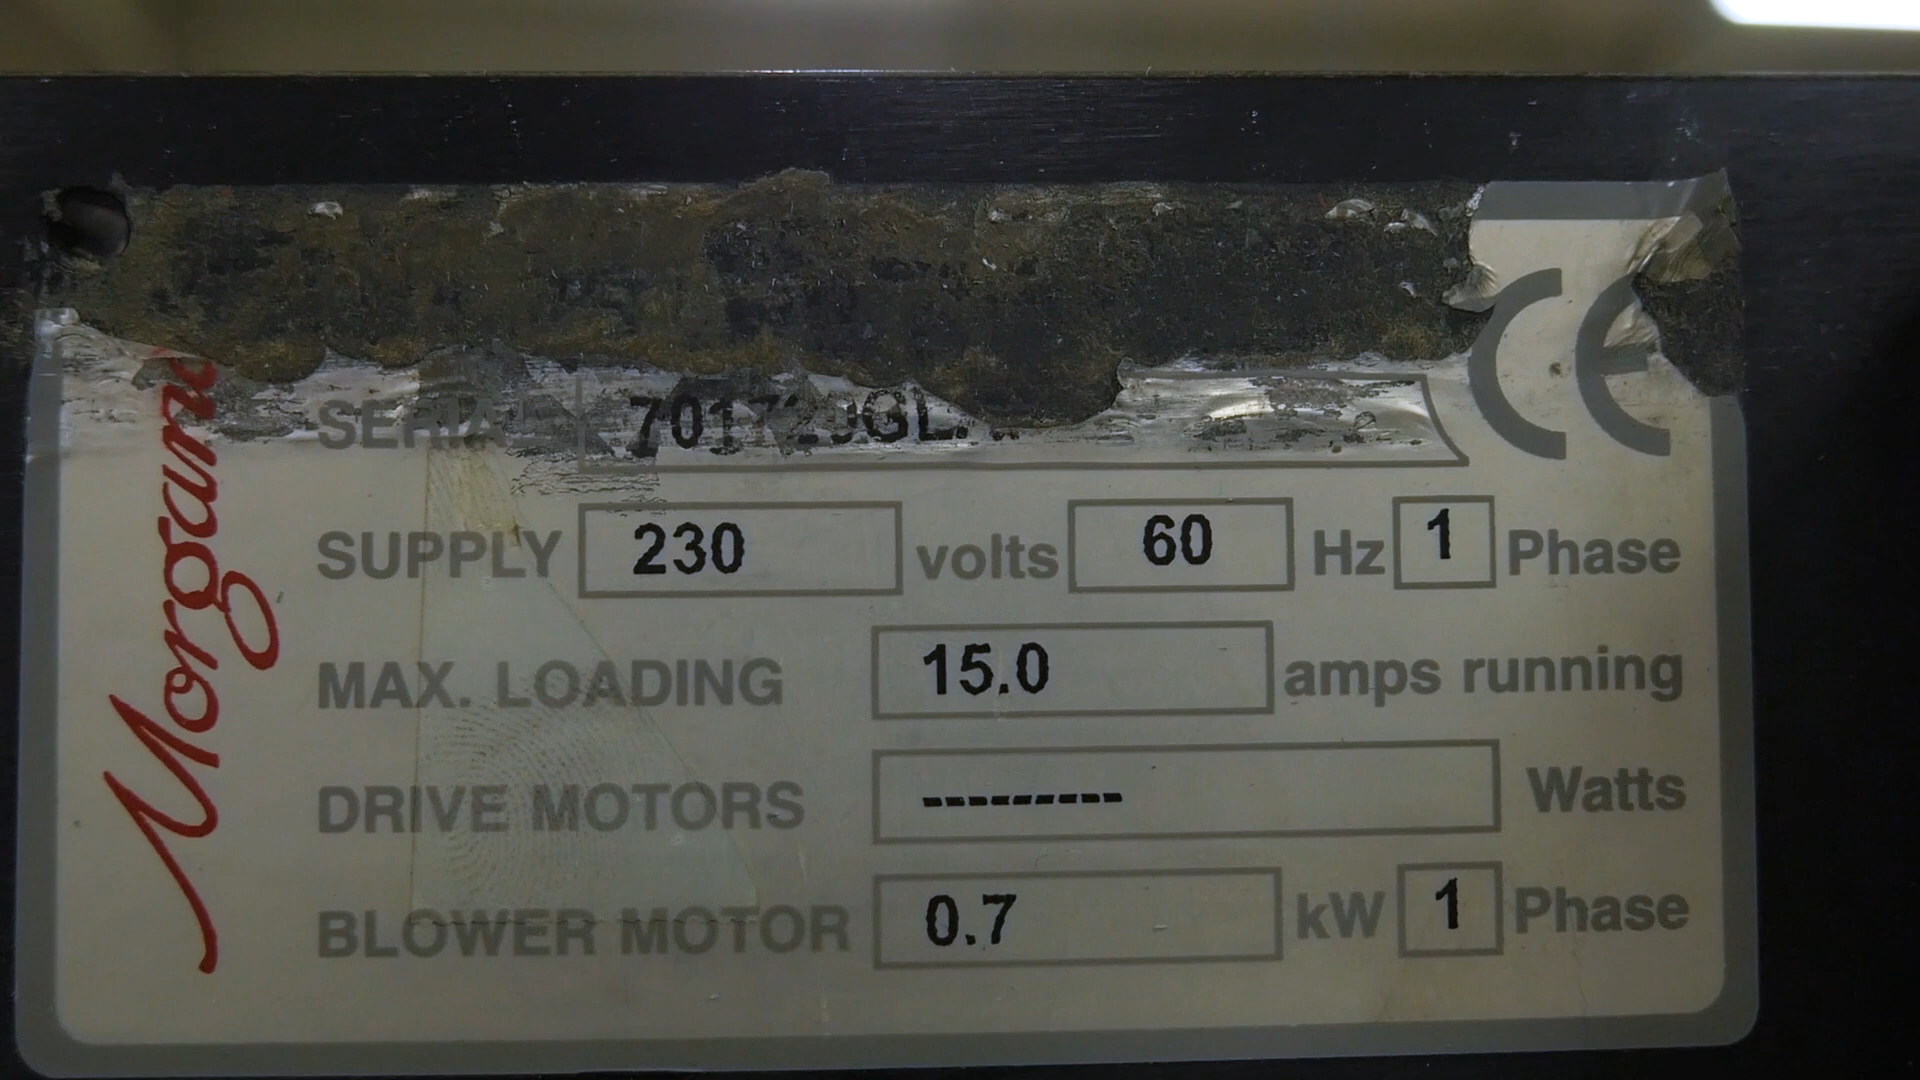 Morgana
SERIAL
SUPPLY 230 volts 60 Hz 1 Phase
MAX. LOADING 15.0 amps running
DRIVE MOTORS ---------- Watts
BLOWER MOTOR 0.7 kW 1 Phase
CE